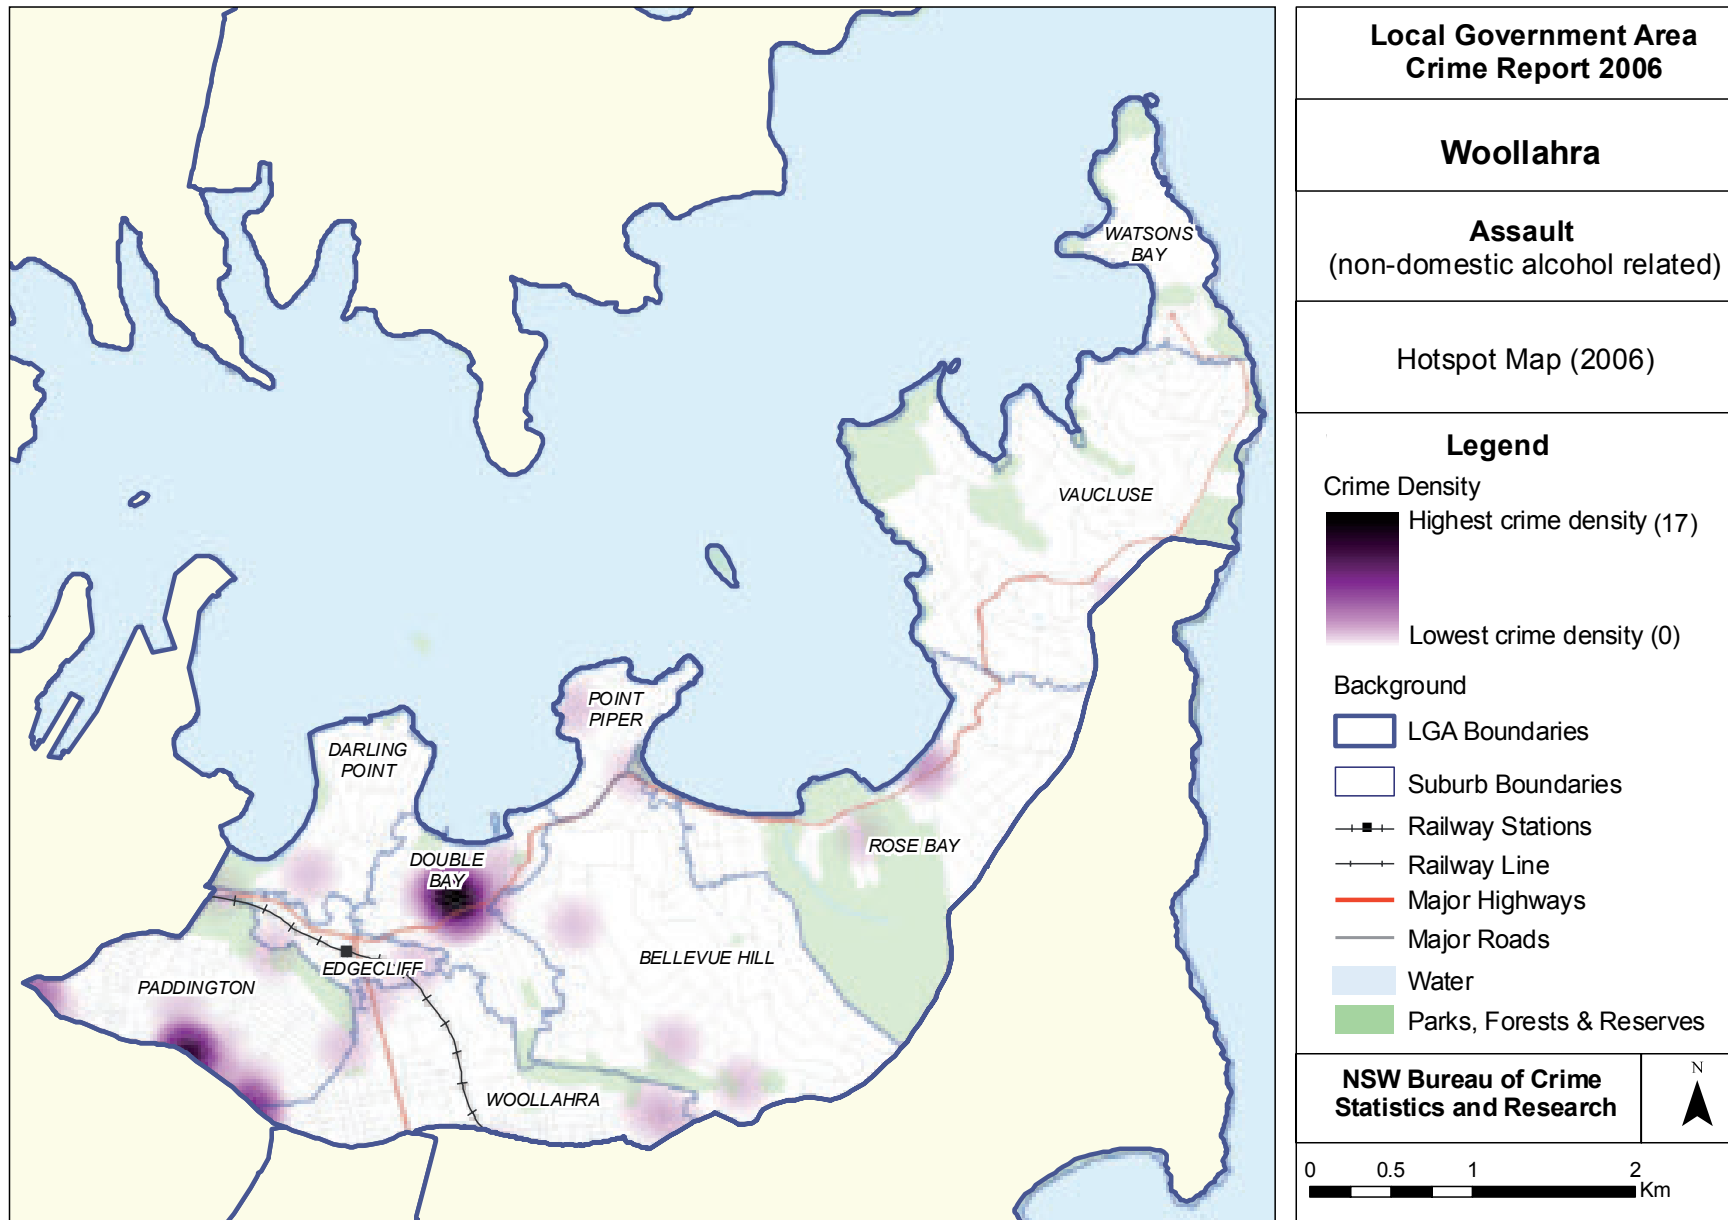 Local Government Area
Crime Report 2006
Woollahra
Assault
(non-domestic alcohol related)
Hotspot Map (2006)
Legend
Crime Density
Highest crime density (17)
Lowest crime density (0)
Background
LGA Boundaries
Suburb Boundaries
Railway Stations
Railway Line
Major Highways
Major Roads
Water
Parks, Forests & Reserves
NSW Bureau of Crime
Statistics and Research
N
0 0.5 1 2
Km
WATSONS
BAY
VAUCLUSE
POINT
PIPER
DARLING
POINT
DOUBLE
BAY
ROSE BAY
EDGECLIFF
BELLEVUE HILL
PADDINGTON
WOOLLAHRA